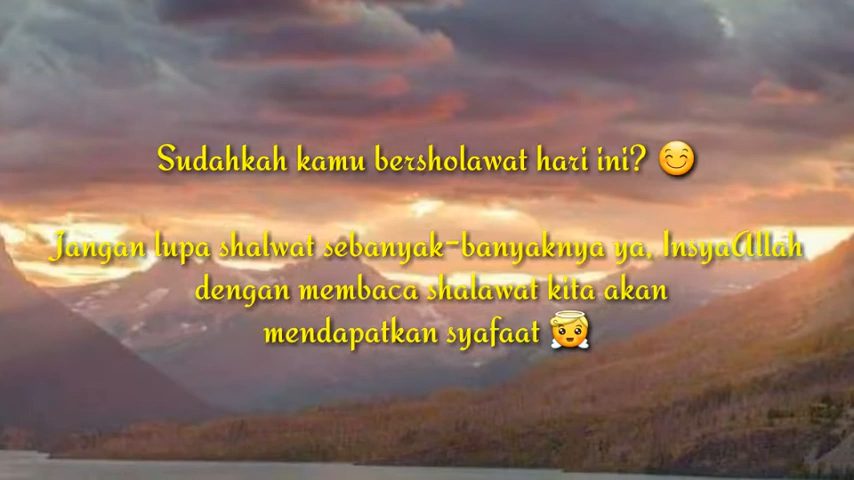 Sudahkah kamu bersholawat hari ini? 😊
Jangan lupa shalwat sebanyak-banyaknya ya, InsyaAllah
dengan membaca shalawat kita akan
mendapatkan syafaat 😇